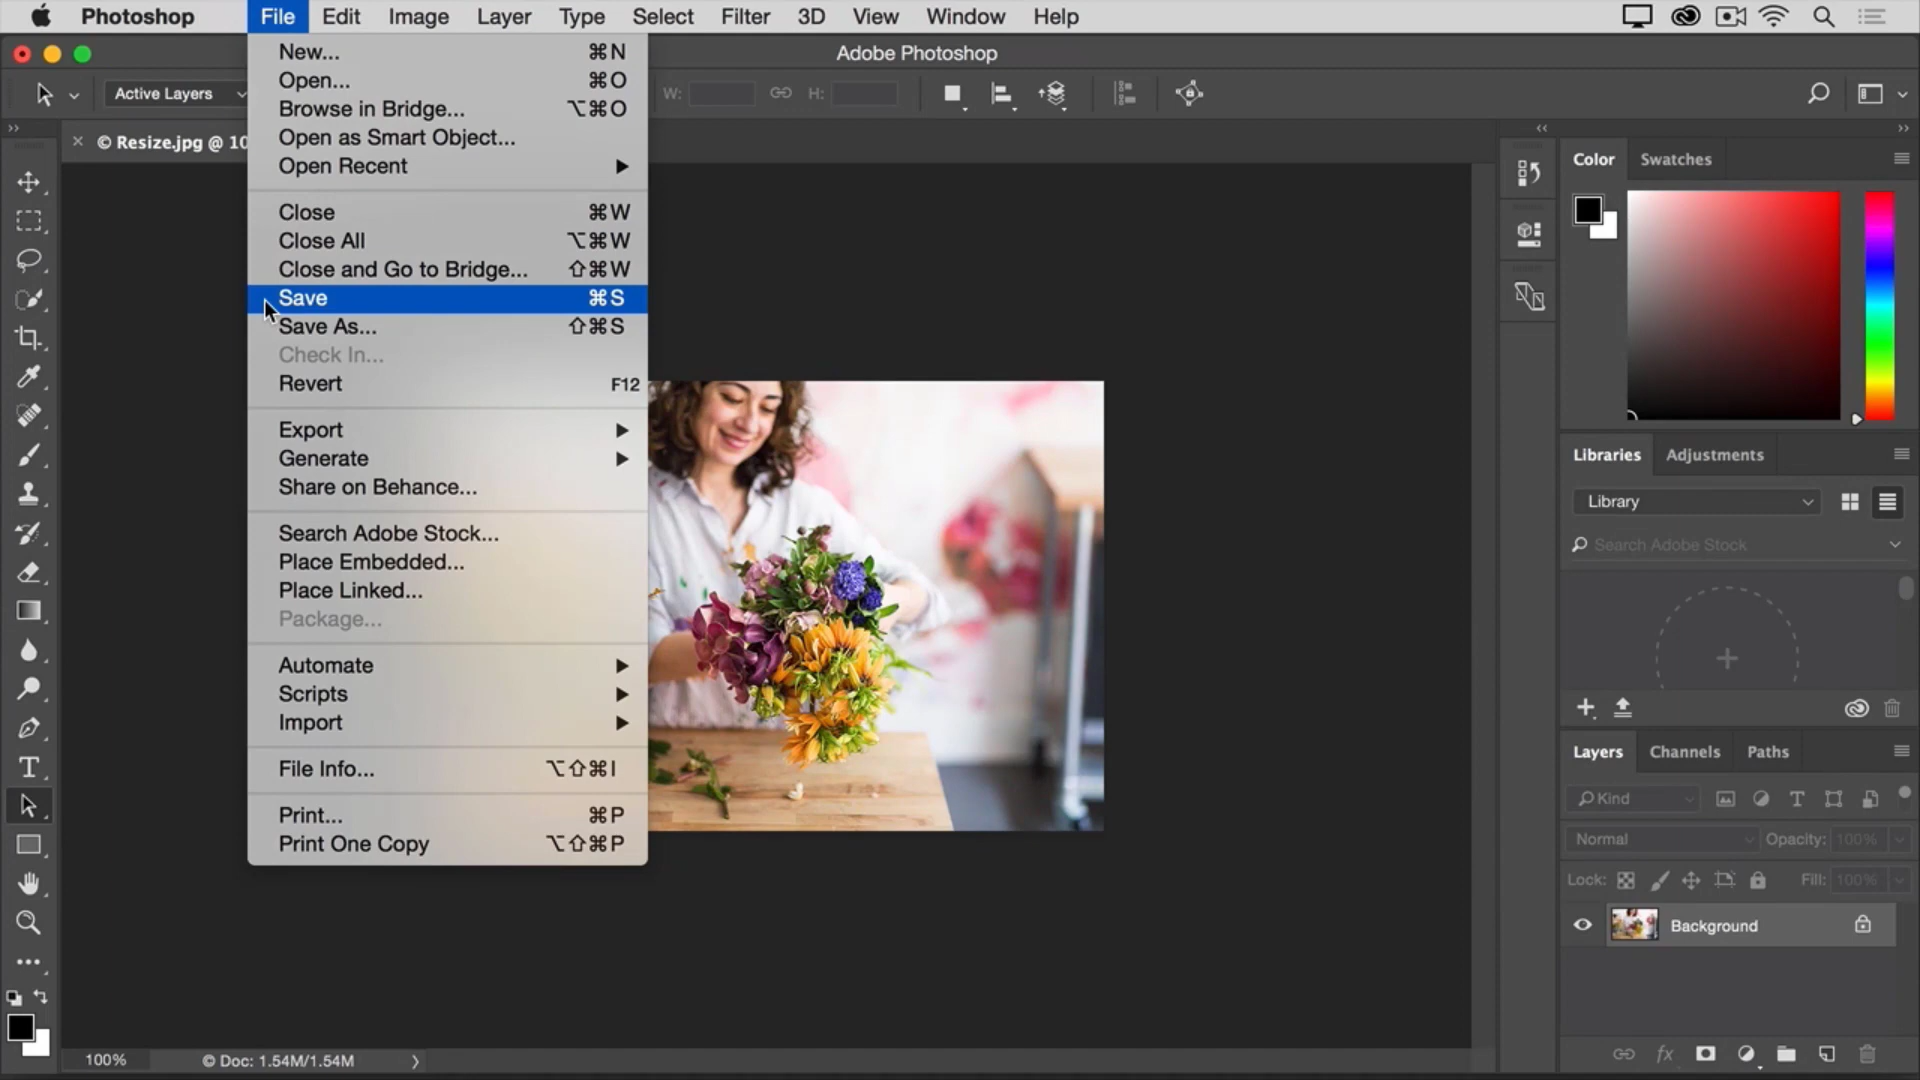 Photoshop File Edit Image Layer Type Select Filter 3D View Window Help
Adobe Photoshop
Active Layers W: H:
× © Resize.jpg @ 10
New... ⌘N
Open... ⌘O
Browse in Bridge... ⌥⌘O
Open as Smart Object...
Open Recent ▶
Close ⌘W
Close All ⌥⌘W
Close and Go to Bridge... ⇧⌘W
Save ⌘S
Save As... ⇧⌘S
Check In...
Revert F12
Export ▶
Generate ▶
Share on Behance...
Search Adobe Stock...
Place Embedded...
Place Linked...
Package...
Automate ▶
Scripts ▶
Import ▶
File Info... ⌥⇧⌘I
Print... ⌘P
Print One Copy ⌥⇧⌘P
Color Swatches
Libraries Adjustments
Library
Search Adobe Stock
Layers Channels Paths
Kind
Normal Opacity: 100%
Lock: Fill: 100%
Background
fx
100% © Doc: 1.54M/1.54M